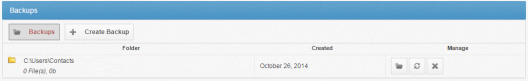 Backups
Backups
Create Backup
Folder Created Manage
C:\Users\Contacts
0 File(s), 0b
October 26, 2014